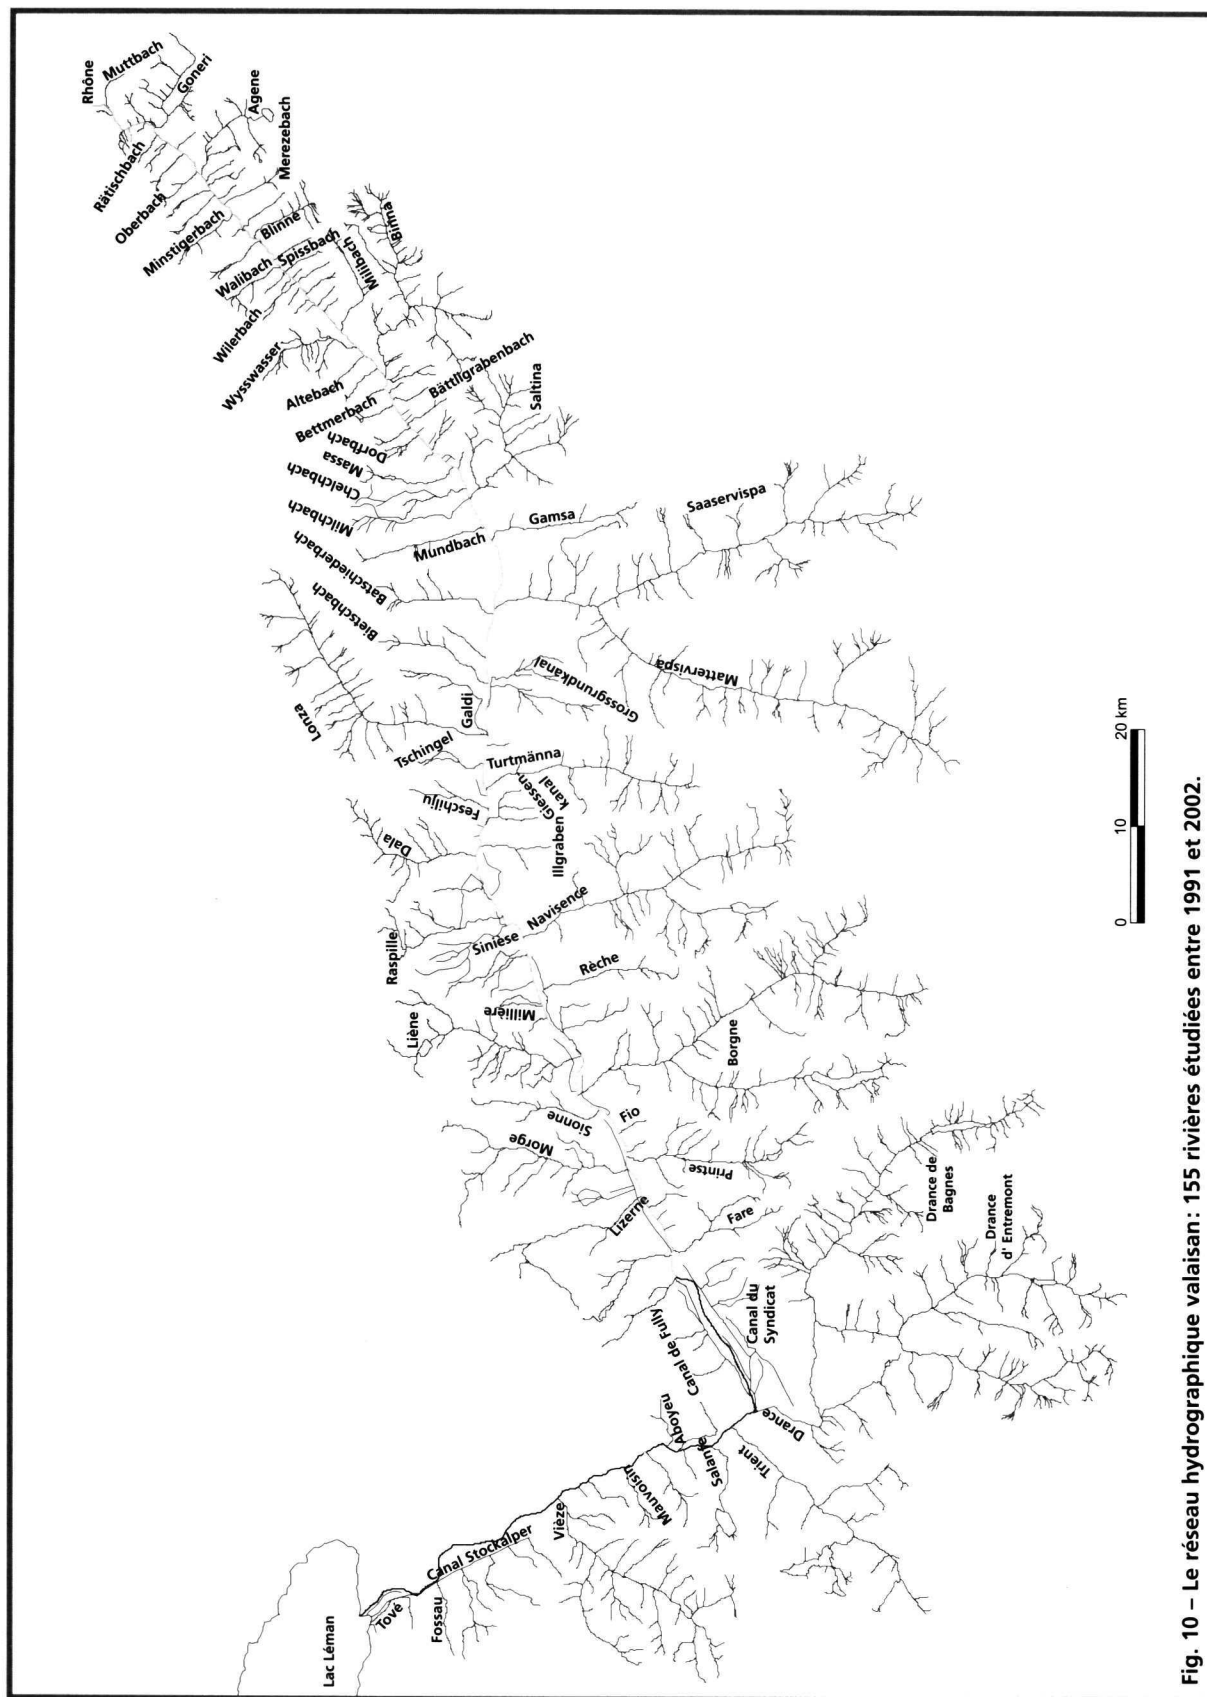 Rhône
Muttbach
Goneri
Rätischbach
Agene
Oberbach
Merezebach
Minstigerbach
Blinne
Walibach
Spissbach
Milibach
Binna
Wilerbach
Wysswasser
Altebach
Bättligrabenbach
Bettmerbach
Saltina
Dorfbach
Massa
Chelchbach
Milchbach
Mundbach
Gamsa
Saaservispa
Batschiederbach
Bietschbach
Lonza
Galdi
Grossgrundkanal
Mattervispa
Tschingel
Turtmänna
Giessen-
kanal
Feschilju
Illgraben
Dala
Raspille
Sinièse
Navisence
Rèche
Millière
Liène
Borgne
Sionne
Fio
Morge
Printse
Lizerne
Fare
Drance de
Bagnes
Drance
d' Entremont
Canal du
Syndicat
Canal de Fully
Aboyeu
Drance
Salanfe
Trient
Mauvoisin
Vièze
Canal Stockalper
Fossau
Tové
Lac Léman
0 10 20 km
Fig. 10 – Le réseau hydrographique valaisan: 155 rivières étudiées entre 1991 et 2002.